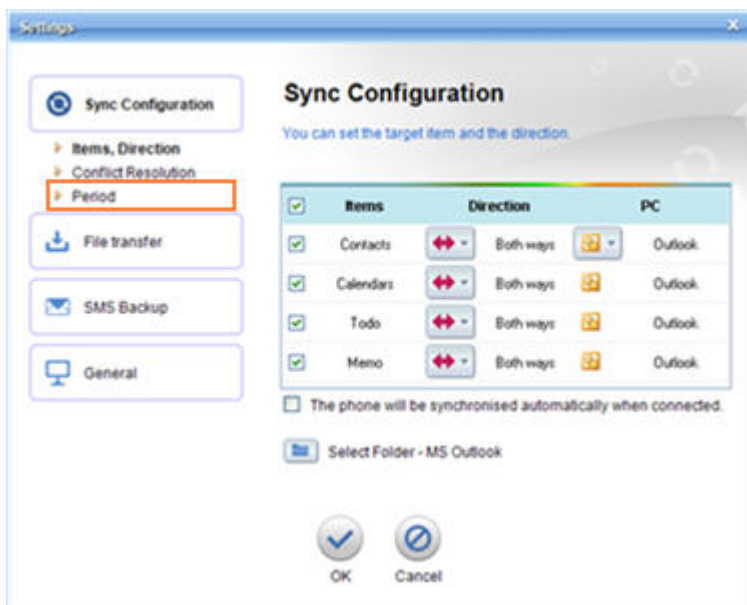 Settings
Sync Configuration
Items, Direction
Conflict Resolution
Period
File transfer
SMS Backup
General
Sync Configuration
You can set the target item and the direction.
Items Direction PC
Contacts Both ways Outlook
Calendars Both ways Outlook
Todo Both ways Outlook
Memo Both ways Outlook
The phone will be synchronised automatically when connected.
Select Folder - MS Outlook
OK Cancel